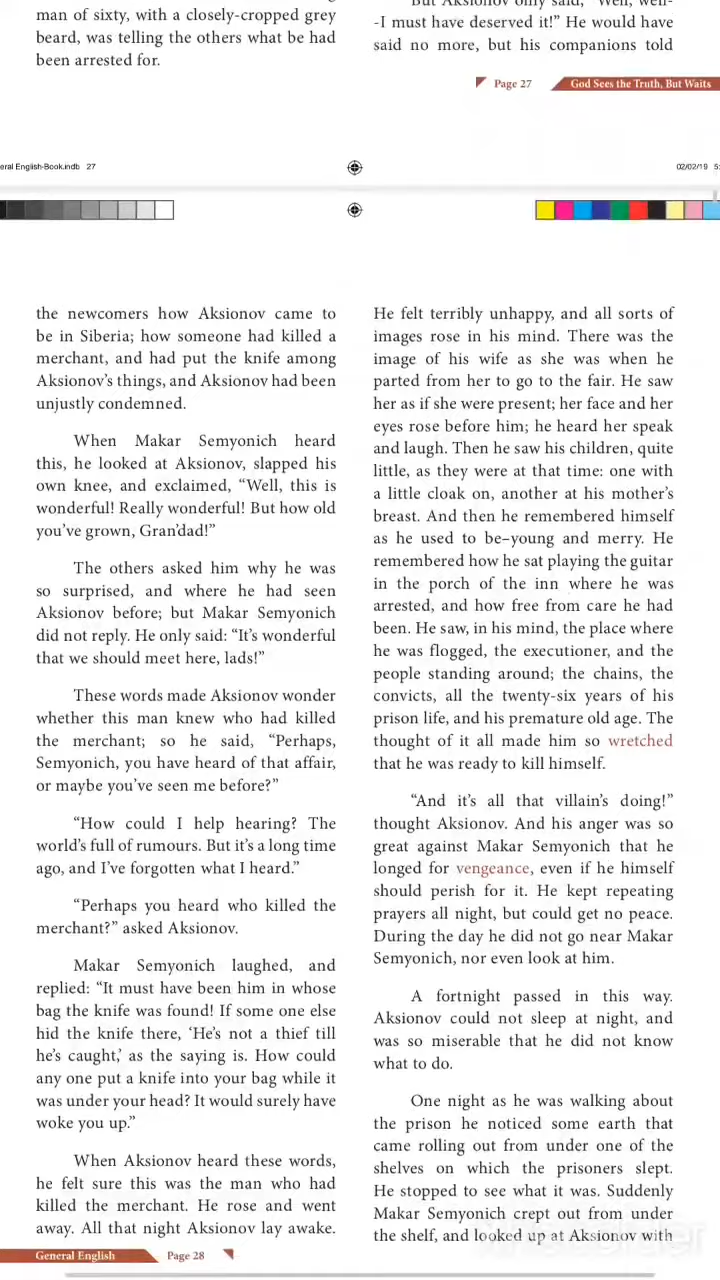 man of sixty, with a closely-cropped grey
beard, was telling the others what be had
been arrested for.
-I must have deserved it!” He would have
said no more, but his companions told
Page 27
God Sees the Truth, But Waits
eral English-Book.indb 27
02/02/19 5:
the newcomers how Aksionov came to
be in Siberia; how someone had killed a
merchant, and had put the knife among
Aksionov’s things, and Aksionov had been
unjustly condemned.
When Makar Semyonich heard
this, he looked at Aksionov, slapped his
own knee, and exclaimed, “Well, this is
wonderful! Really wonderful! But how old
you’ve grown, Gran’dad!”
The others asked him why he was
so surprised, and where he had seen
Aksionov before; but Makar Semyonich
did not reply. He only said: “It’s wonderful
that we should meet here, lads!”
These words made Aksionov wonder
whether this man knew who had killed
the merchant; so he said, “Perhaps,
Semyonich, you have heard of that affair,
or maybe you’ve seen me before?”
“How could I help hearing? The
world’s full of rumours. But it’s a long time
ago, and I’ve forgotten what I heard.”
“Perhaps you heard who killed the
merchant?” asked Aksionov.
Makar Semyonich laughed, and
replied: “It must have been him in whose
bag the knife was found! If some one else
hid the knife there, ‘He’s not a thief till
he’s caught,’ as the saying is. How could
any one put a knife into your bag while it
was under your head? It would surely have
woke you up.”
When Aksionov heard these words,
he felt sure this was the man who had
killed the merchant. He rose and went
away. All that night Aksionov lay awake.
He felt terribly unhappy, and all sorts of
images rose in his mind. There was the
image of his wife as she was when he
parted from her to go to the fair. He saw
her as if she were present; her face and her
eyes rose before him; he heard her speak
and laugh. Then he saw his children, quite
little, as they were at that time: one with
a little cloak on, another at his mother’s
breast. And then he remembered himself
as he used to be–young and merry. He
remembered how he sat playing the guitar
in the porch of the inn where he was
arrested, and how free from care he had
been. He saw, in his mind, the place where
he was flogged, the executioner, and the
people standing around; the chains, the
convicts, all the twenty-six years of his
prison life, and his premature old age. The
thought of it all made him so wretched
that he was ready to kill himself.
“And it’s all that villain’s doing!”
thought Aksionov. And his anger was so
great against Makar Semyonich that he
longed for vengeance, even if he himself
should perish for it. He kept repeating
prayers all night, but could get no peace.
During the day he did not go near Makar
Semyonich, nor even look at him.
A fortnight passed in this way.
Aksionov could not sleep at night, and
was so miserable that he did not know
what to do.
One night as he was walking about
the prison he noticed some earth that
came rolling out from under one of the
shelves on which the prisoners slept.
He stopped to see what it was. Suddenly
Makar Semyonich crept out from under
the shelf, and looked up at Aksionov with
General English
Page 28